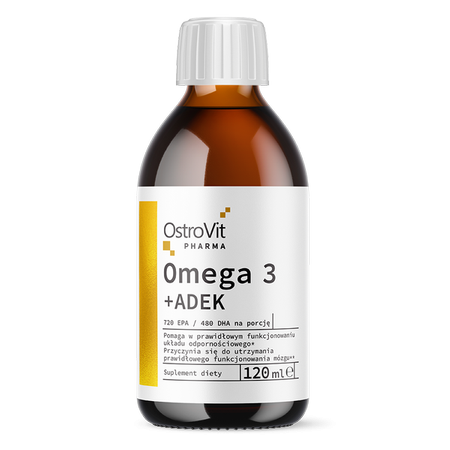 OstroVit
PHARMA
Omega 3
+ADEK
720 EPA / 480 DHA na porcję
Pomaga w prawidłowym funkcjonowaniu
układu odpornościowego*
Przyczynia się do utrzymania
prawidłowego funkcjonowania mózgu**
Suplement diety
120 ml ℮